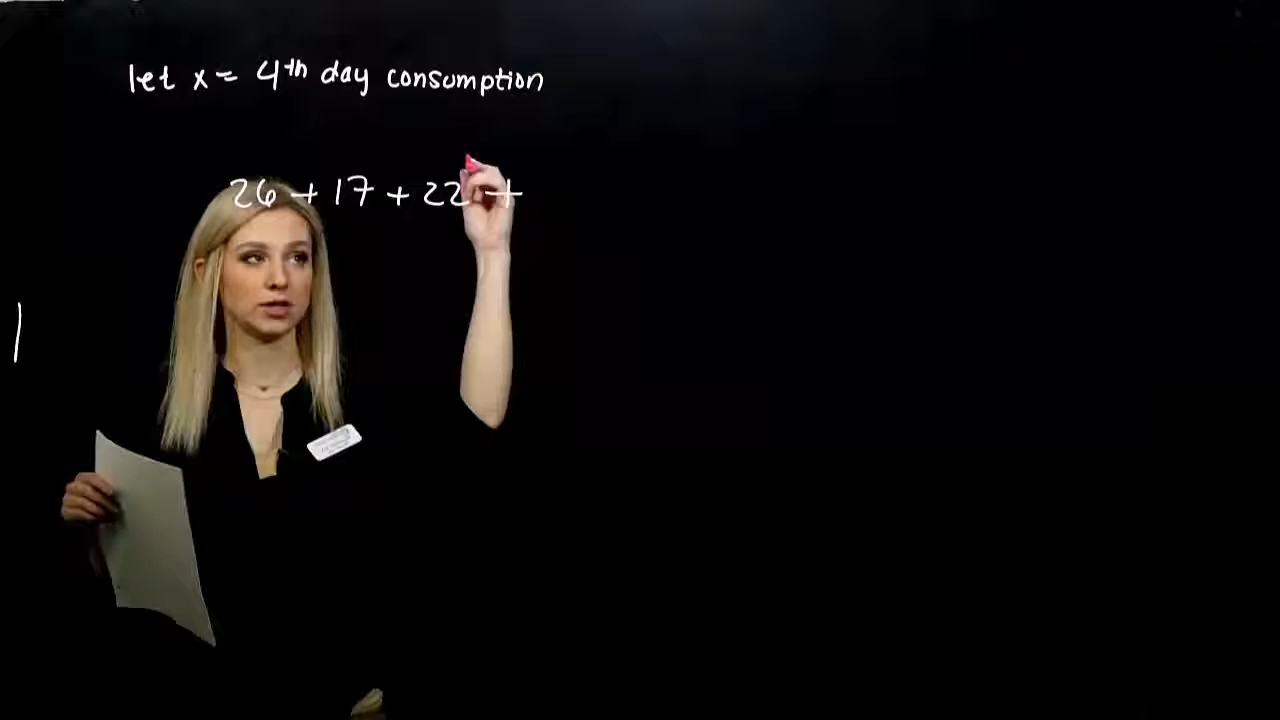 let x = 4th day consumption
26 + 17 + 22 +